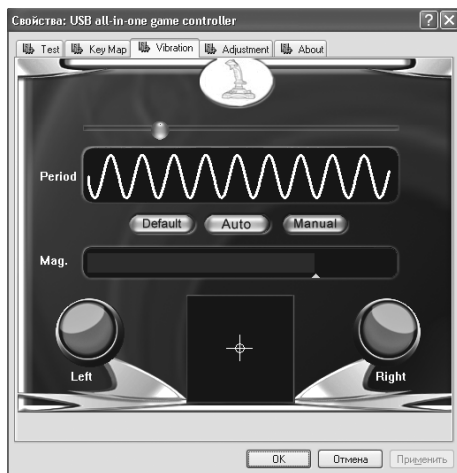 Свойства: USB all-in-one game controller
Test Key Map Vibration Adjustment About
Period
Default Auto Manual
Mag.
Left Right
OK Отмена Применить